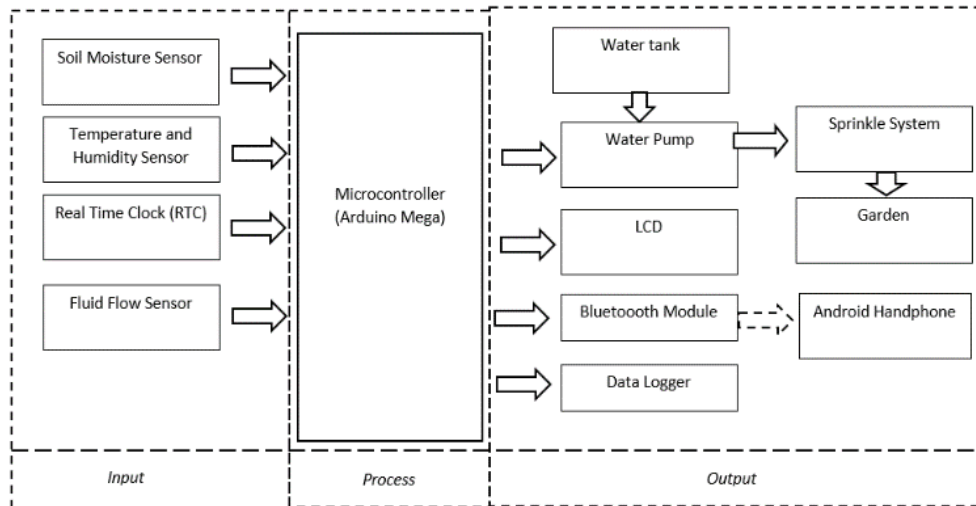 Soil Moisture Sensor
Temperature and
Humidity Sensor
Real Time Clock (RTC)
Fluid Flow Sensor
Input
Microcontroller
(Arduino Mega)
Process
Water tank
Water Pump
Sprinkle System
LCD
Garden
Bluetoooth Module
Android Handphone
Data Logger
Output